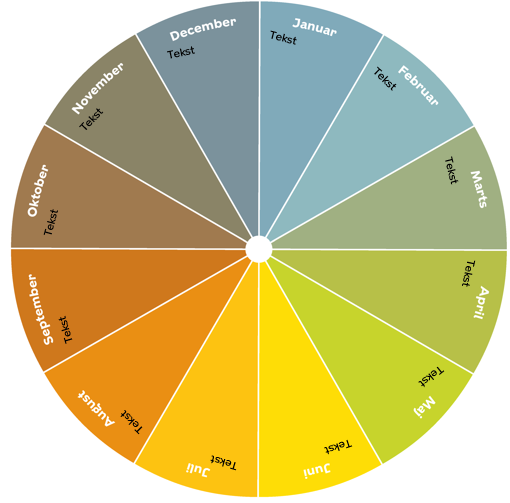 Januar
Tekst
Februar
Tekst
Marts
Tekst
April
Tekst
Maj
Tekst
Juni
Tekst
Juli
Tekst
August
Tekst
September
Tekst
Oktober
Tekst
November
Tekst
December
Tekst